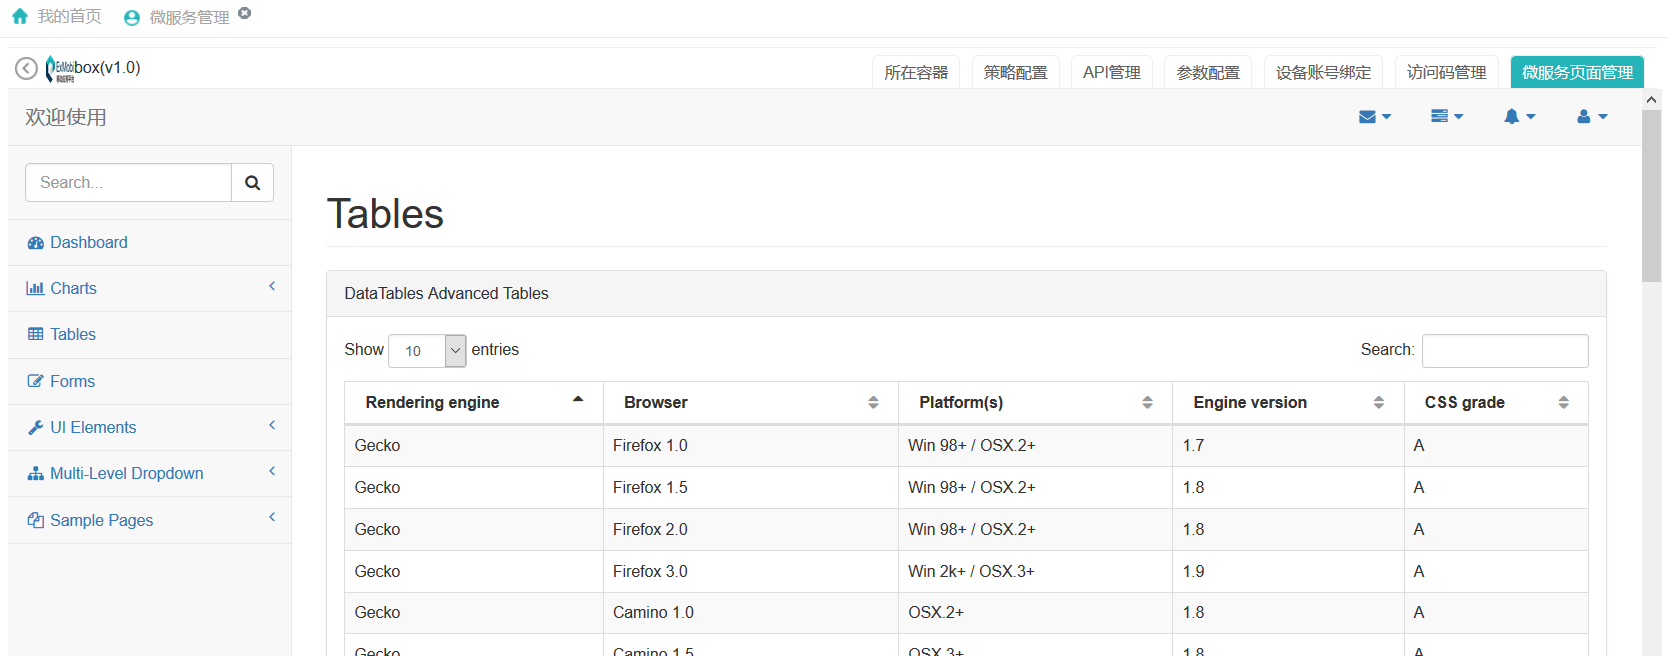 我的首页 微服务管理
ExMobi box(v1.0) 所在容器 策略配置 API管理 参数配置 设备账号绑定 访问码管理 微服务页面管理
欢迎使用
Search...
Dashboard
Charts
Tables
Forms
UI Elements
Multi-Level Dropdown
Sample Pages
Tables
DataTables Advanced Tables
Show 10 entries Search:
Rendering engine Browser Platform(s) Engine version CSS grade
Gecko Firefox 1.0 Win 98+ / OSX.2+ 1.7 A
Gecko Firefox 1.5 Win 98+ / OSX.2+ 1.8 A
Gecko Firefox 2.0 Win 98+ / OSX.2+ 1.8 A
Gecko Firefox 3.0 Win 2k+ / OSX.3+ 1.9 A
Gecko Camino 1.0 OSX.2+ 1.8 A
Gecko Camino 1.5 OSX.3+ 1.8 A